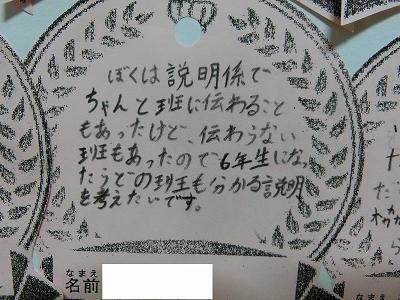 ぼくは説明係で
ちゃんと班に伝わること
もあったけど、伝わらない
班もあったので6年生になっ
たらどの班も分かる説明
を考えたいです。
なまえ
名前